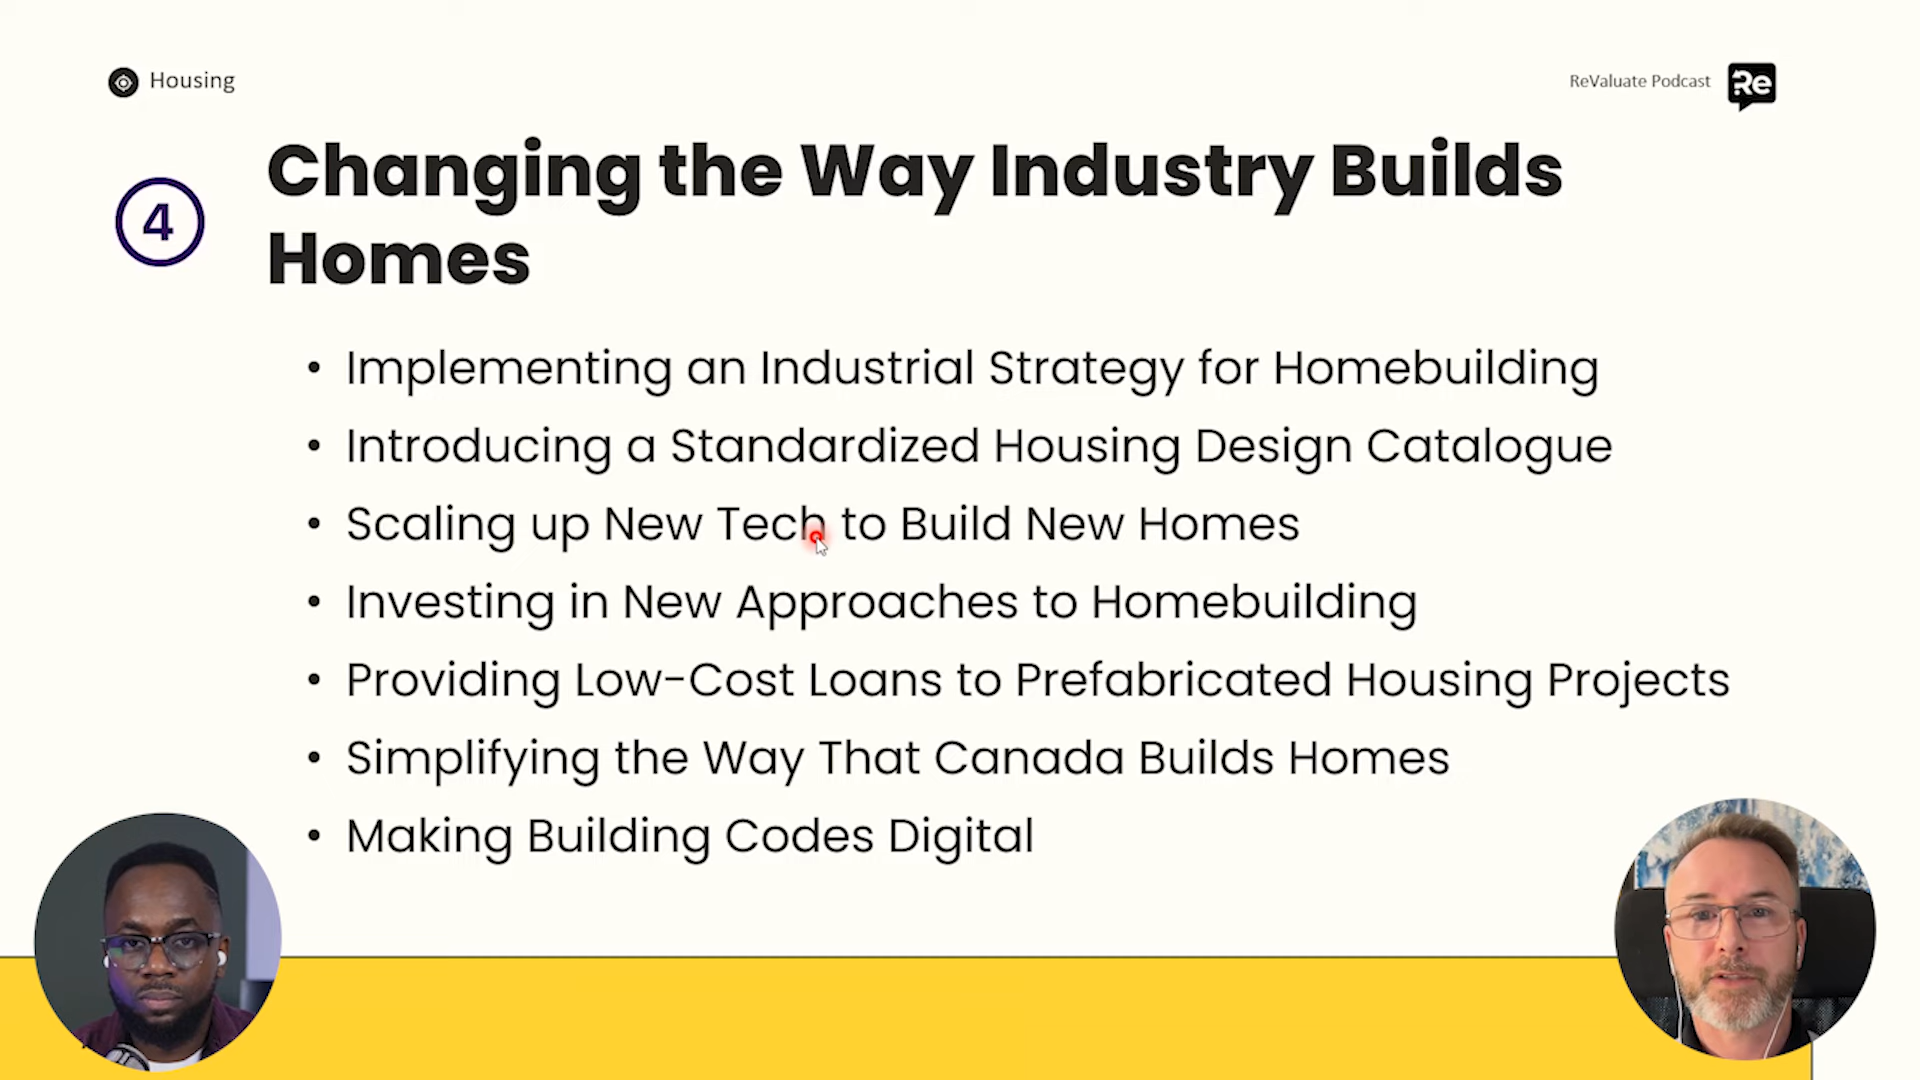 Housing
ReValuate Podcast
Re
4
Changing the Way Industry Builds
Homes
• Implementing an Industrial Strategy for Homebuilding
• Introducing a Standardized Housing Design Catalogue
• Scaling up New Tech to Build New Homes
• Investing in New Approaches to Homebuilding
• Providing Low-Cost Loans to Prefabricated Housing Projects
• Simplifying the Way That Canada Builds Homes
• Making Building Codes Digital